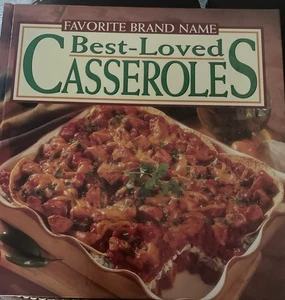 FAVORITE BRAND NAME
Best-Loved
CASSEROLES